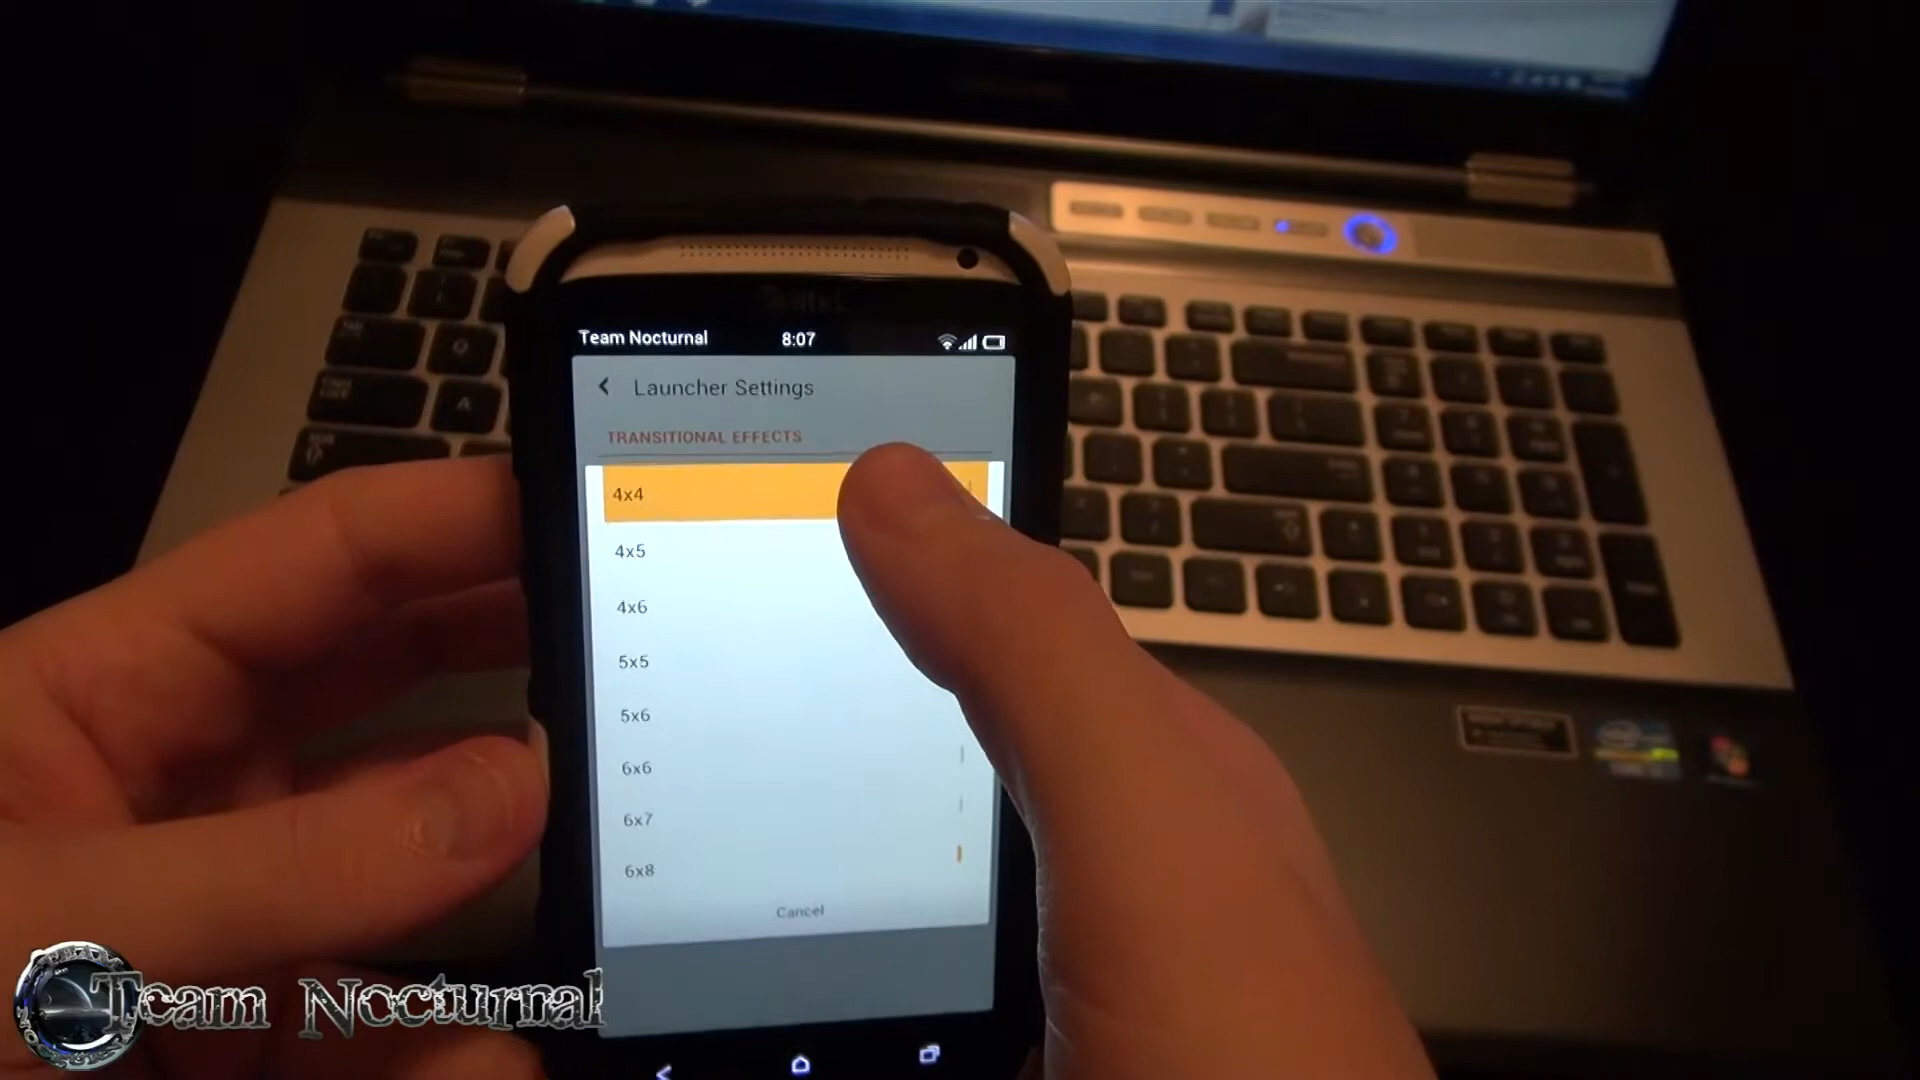 Team Nocturnal 8:07
Launcher Settings
TRANSITIONAL EFFECTS
4x4
4x5
4x6
5x5
5x6
6x6
6x7
6x8
Cancel
Team Nocturnal